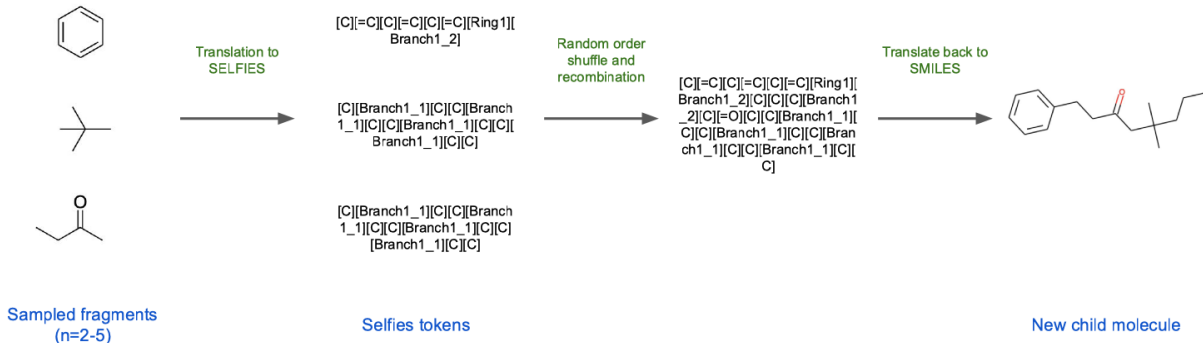 [C][=C][C][=C][C][=C][Ring1][
Branch1_2]
Translation to
SELFIES
Random order
shuffle and
recombination
Translate back to
SMILES
[C][Branch1_1][C][C][Branch
1_1][C][C][Branch1_1][C][C][
Branch1_1][C][C]
[C][=C][C][=C][C][=C][Ring1][
Branch1_2][C][C][C][Branch1
_2][C][=O][C][C][Branch1_1][
C][C][Branch1_1][C][C][Bran
ch1_1][C][C][Branch1_1][C][
C]
O
O
[C][Branch1_1][C][C][Branch
1_1][C][C][Branch1_1][C][C]
[Branch1_1][C][C]
Sampled fragments
(n=2-5)
Selfies tokens
New child molecule